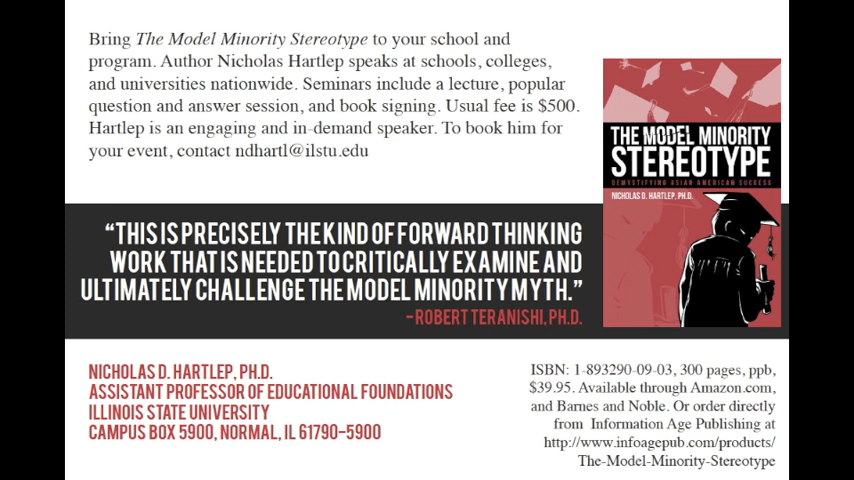 Bring The Model Minority Stereotype to your school and
program. Author Nicholas Hartlep speaks at schools, colleges,
and universities nationwide. Seminars include a lecture, popular
question and answer session, and book signing. Usual fee is $500.
Hartlep is an engaging and in-demand speaker. To book him for
your event, contact ndhartl@ilstu.edu
THE MODEL MINORITY
STEREOTYPE
DEMYSTIFYING ASIAN AMERICAN SUCCESS
NICHOLAS D. HARTLEP, PH.D.
“THIS IS PRECISELY THE KIND OF FORWARD THINKING
WORK THAT IS NEEDED TO CRITICALLY EXAMINE AND
ULTIMATELY CHALLENGE THE MODEL MINORITY MYTH.”
- ROBERT TERANISHI, PH.D.
NICHOLAS D. HARTLEP, PH.D.
ASSISTANT PROFESSOR OF EDUCATIONAL FOUNDATIONS
ILLINOIS STATE UNIVERSITY
CAMPUS BOX 5900, NORMAL, IL 61790-5900
ISBN: 1-893290-09-03, 300 pages, ppb,
$39.95. Available through Amazon.com,
and Barnes and Noble. Or order directly
from Information Age Publishing at
http://www.infoagepub.com/products/
The-Model-Minority-Stereotype